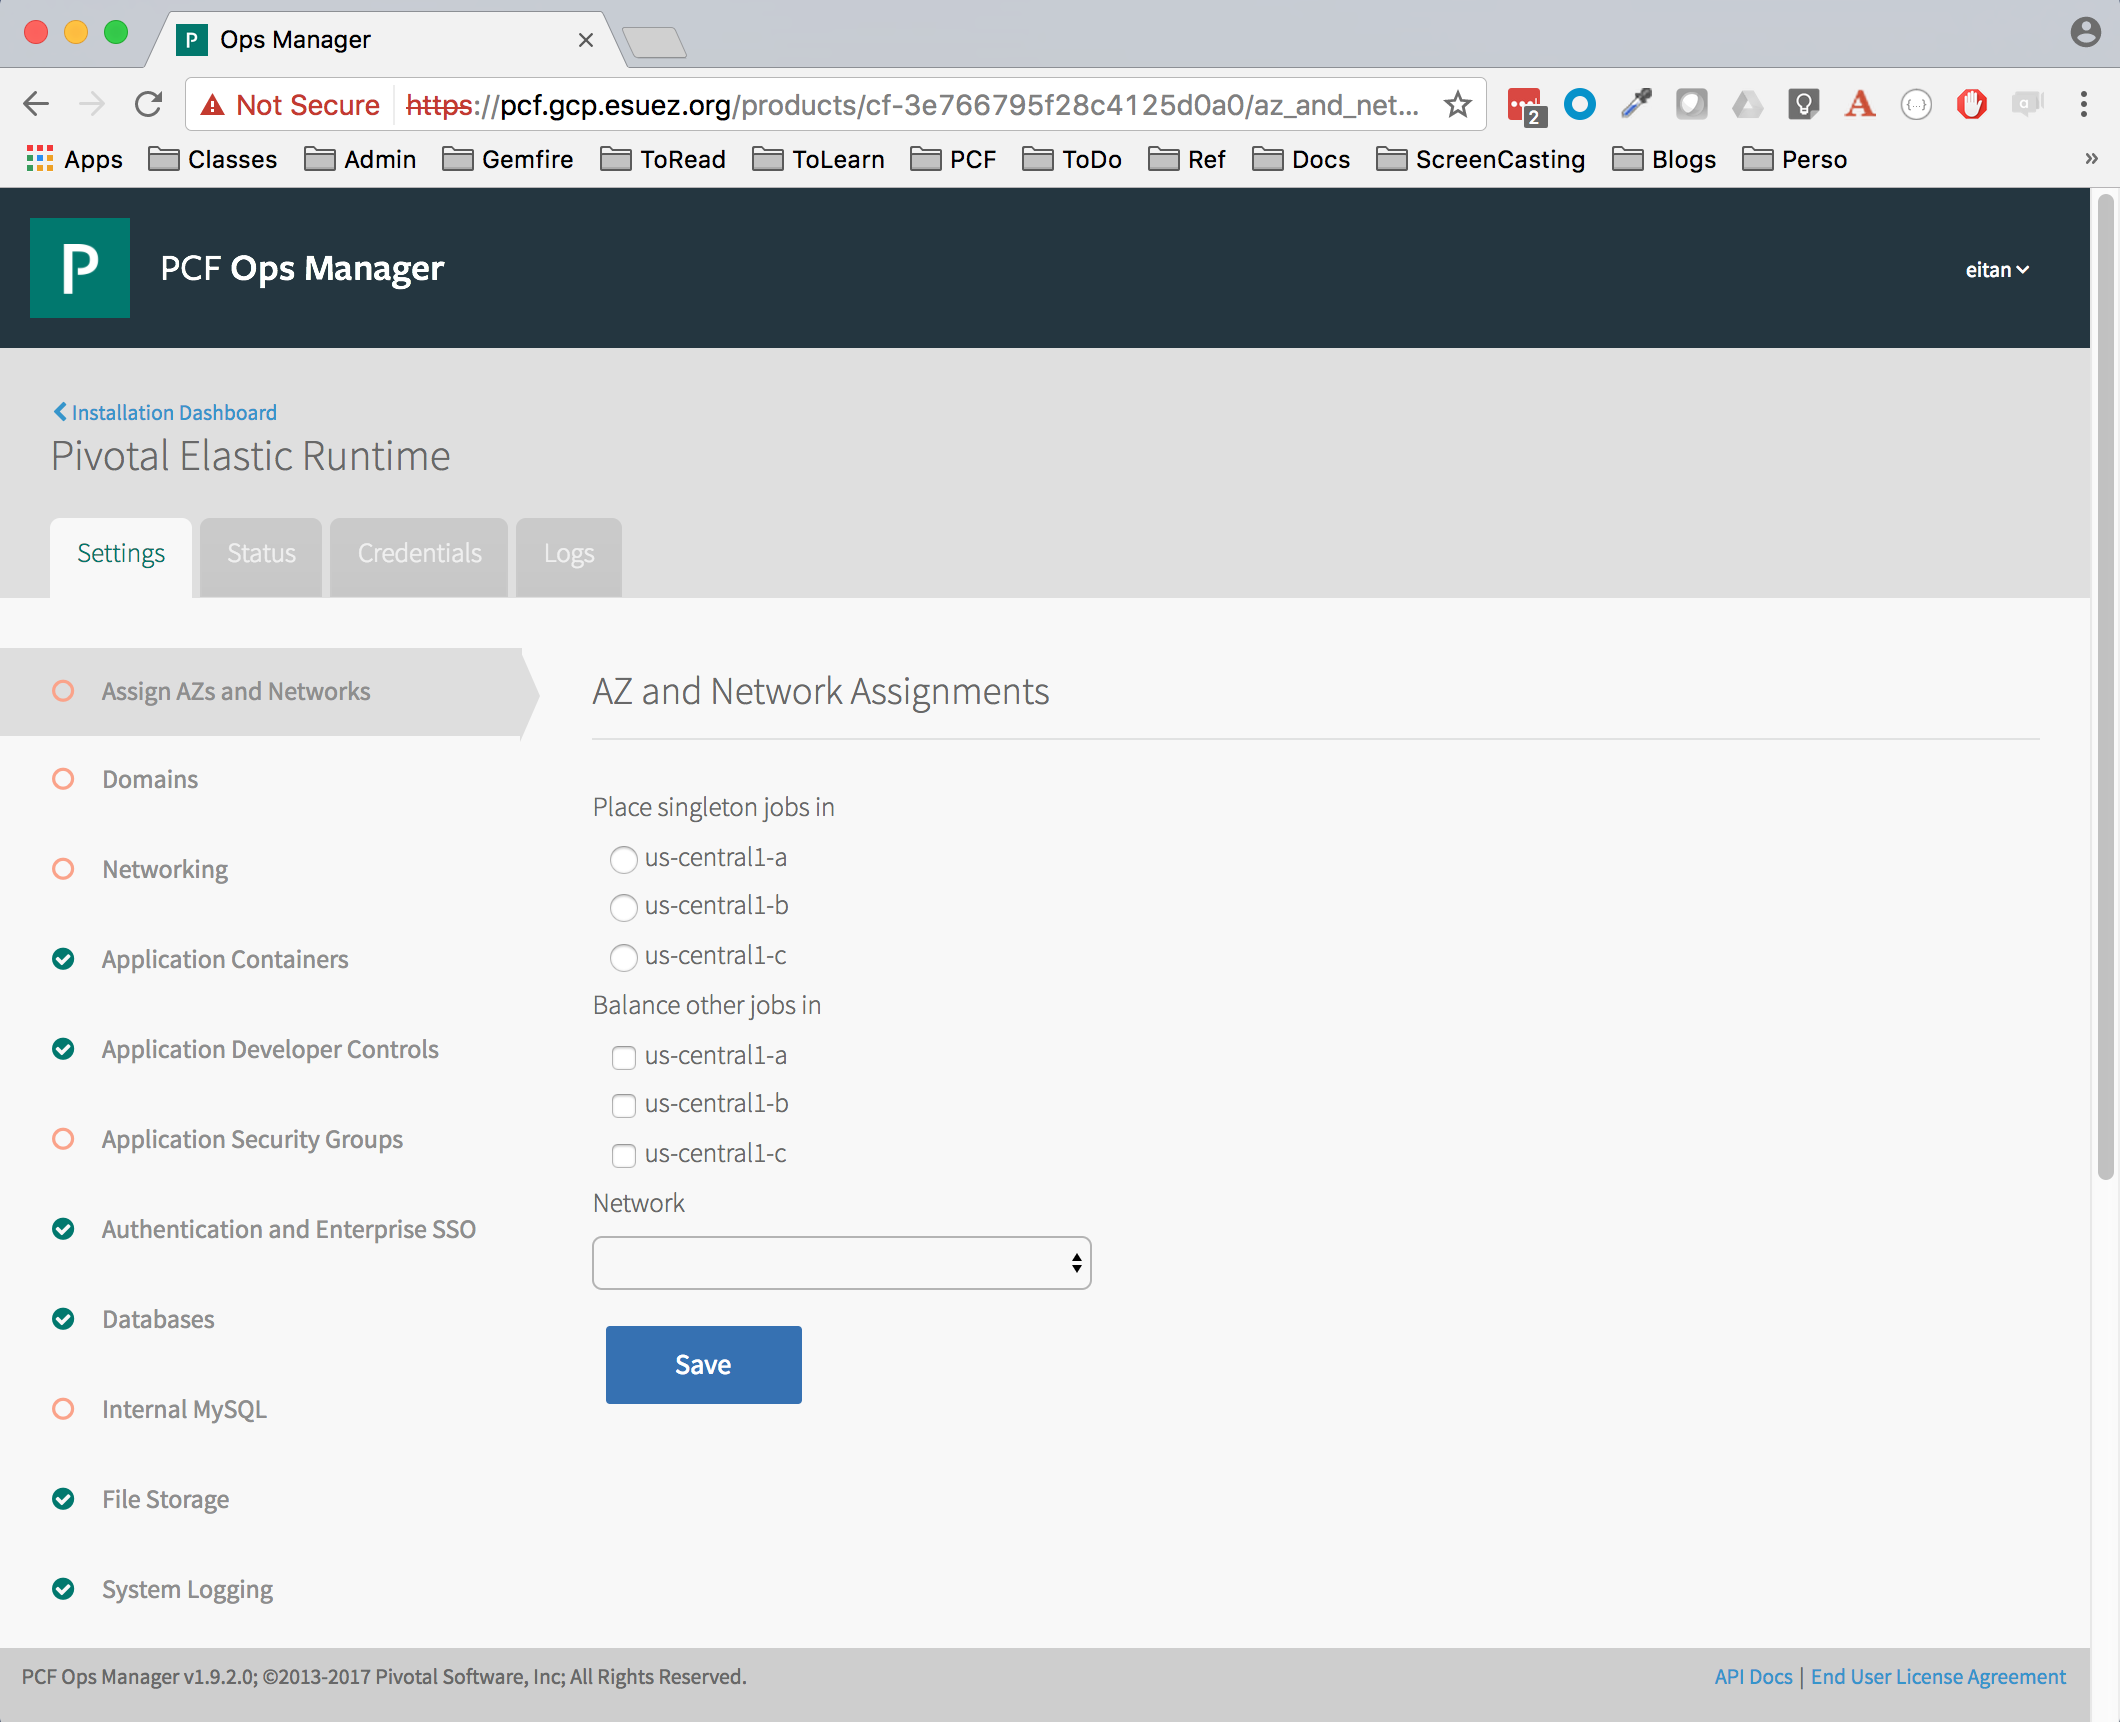 P Ops Manager
Not Secure https://pcf.gcp.esuez.org/products/cf-3e766795f28c4125d0a0/az_and_net...
2
A
{...}
a
Apps Classes Admin Gemfire ToRead ToLearn PCF ToDo Ref Docs ScreenCasting Blogs Perso »
P PCF Ops Manager eitan
Installation Dashboard
Pivotal Elastic Runtime
Settings Status Credentials Logs
Assign AZs and Networks
Domains
Networking
Application Containers
Application Developer Controls
Application Security Groups
Authentication and Enterprise SSO
Databases
Internal MySQL
File Storage
System Logging
AZ and Network Assignments
Place singleton jobs in
us-central1-a
us-central1-b
us-central1-c
Balance other jobs in
us-central1-a
us-central1-b
us-central1-c
Network
Save
PCF Ops Manager v1.9.2.0; ©2013-2017 Pivotal Software, Inc; All Rights Reserved.
API Docs | End User License Agreement